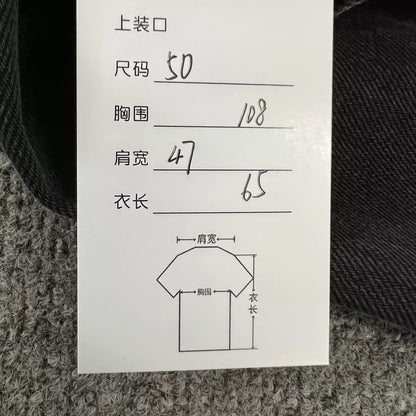 上装口
尺码 50
胸围 108
肩宽 47
衣长 65
肩宽
胸围
衣长